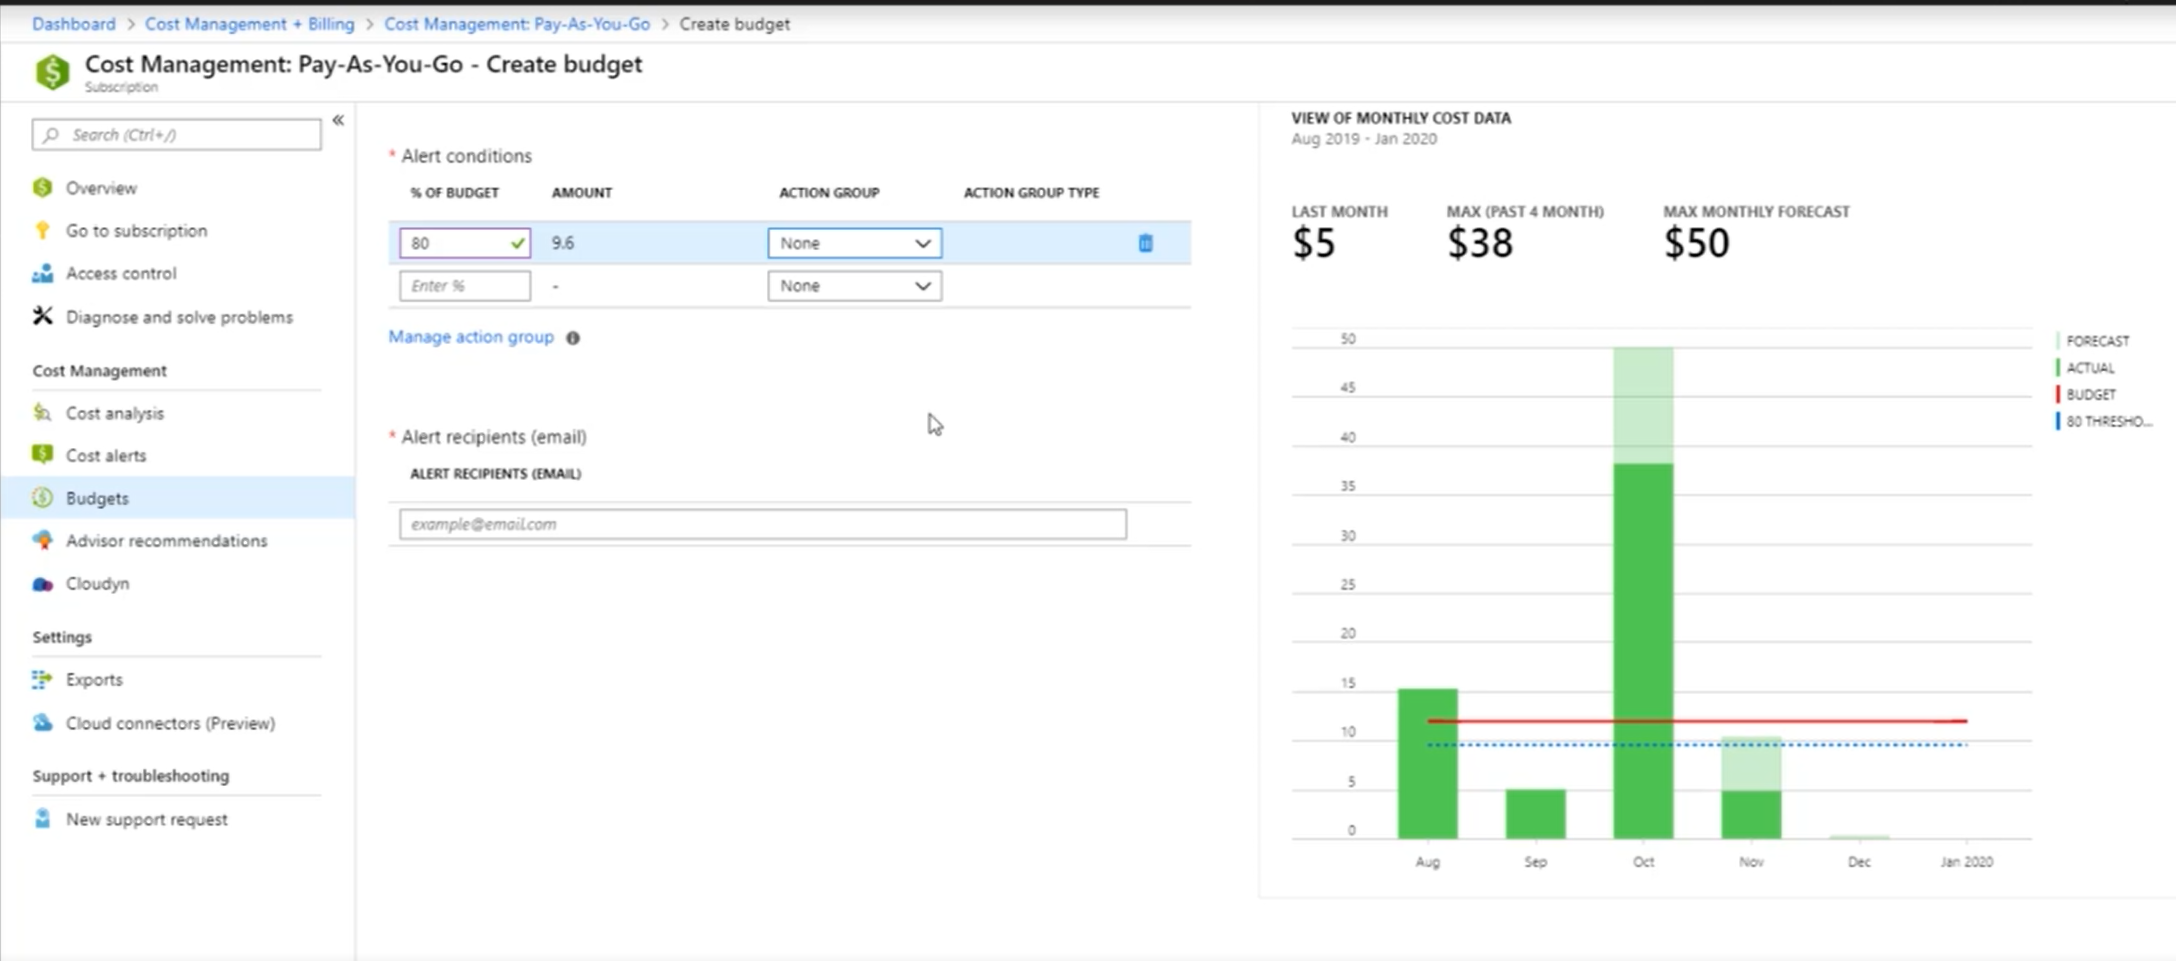 Dashboard > Cost Management + Billing > Cost Management: Pay-As-You-Go > Create budget
Cost Management: Pay-As-You-Go - Create budget
Subscription
Search (Ctrl+/)
«
Overview
Go to subscription
Access control
Diagnose and solve problems
Cost Management
Cost analysis
Cost alerts
Budgets
Advisor recommendations
Cloudyn
Settings
Exports
Cloud connectors (Preview)
Support + troubleshooting
New support request
* Alert conditions
% OF BUDGET AMOUNT ACTION GROUP ACTION GROUP TYPE
80 9.6 None
Enter % - None
Manage action group
* Alert recipients (email)
ALERT RECIPIENTS (EMAIL)
example@email.com
VIEW OF MONTHLY COST DATA
Aug 2019 - Jan 2020
LAST MONTH MAX (PAST 4 MONTH) MAX MONTHLY FORECAST
$5 $38 $50
50
45
40
35
30
25
20
15
10
5
0
Aug Sep Oct Nov Dec Jan 2020
FORECAST
ACTUAL
BUDGET
80 THRESHO...